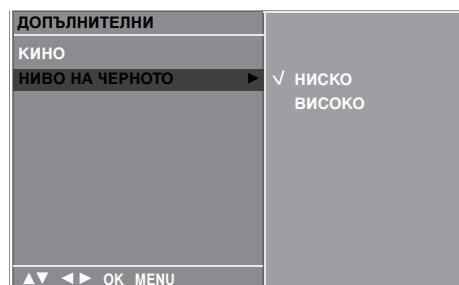 ДОПЪЛНИТЕЛНИ
КИНО
НИВО НА ЧЕРНОТО ► √ НИСКО
ВИСОКО
▲▼ ◄► OK MENU